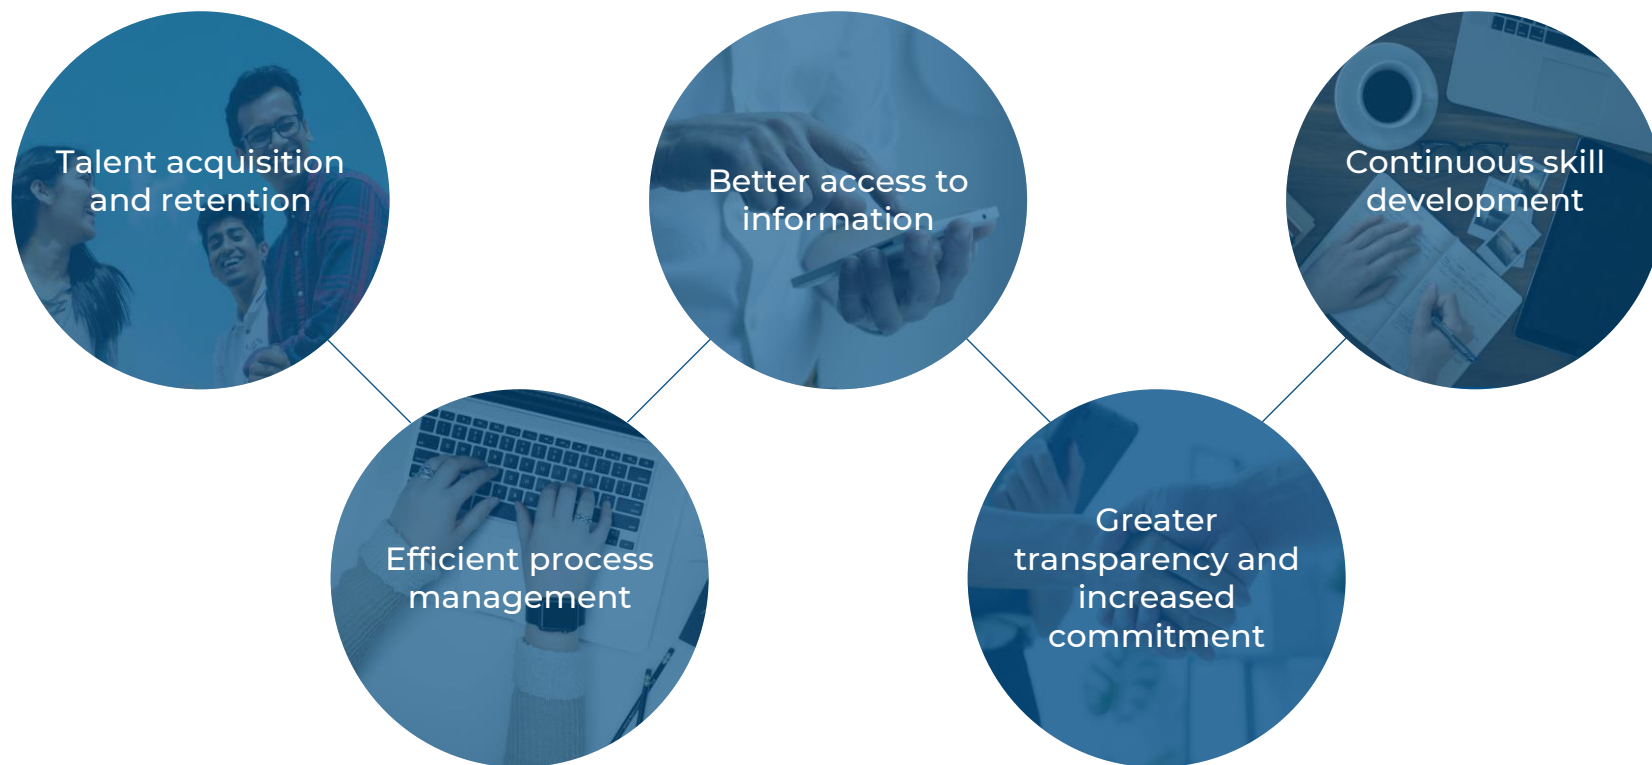 Talent acquisition
and retention
Efficient process
management
Better access to
information
Greater
transparency and
increased
commitment
Continuous skill
development